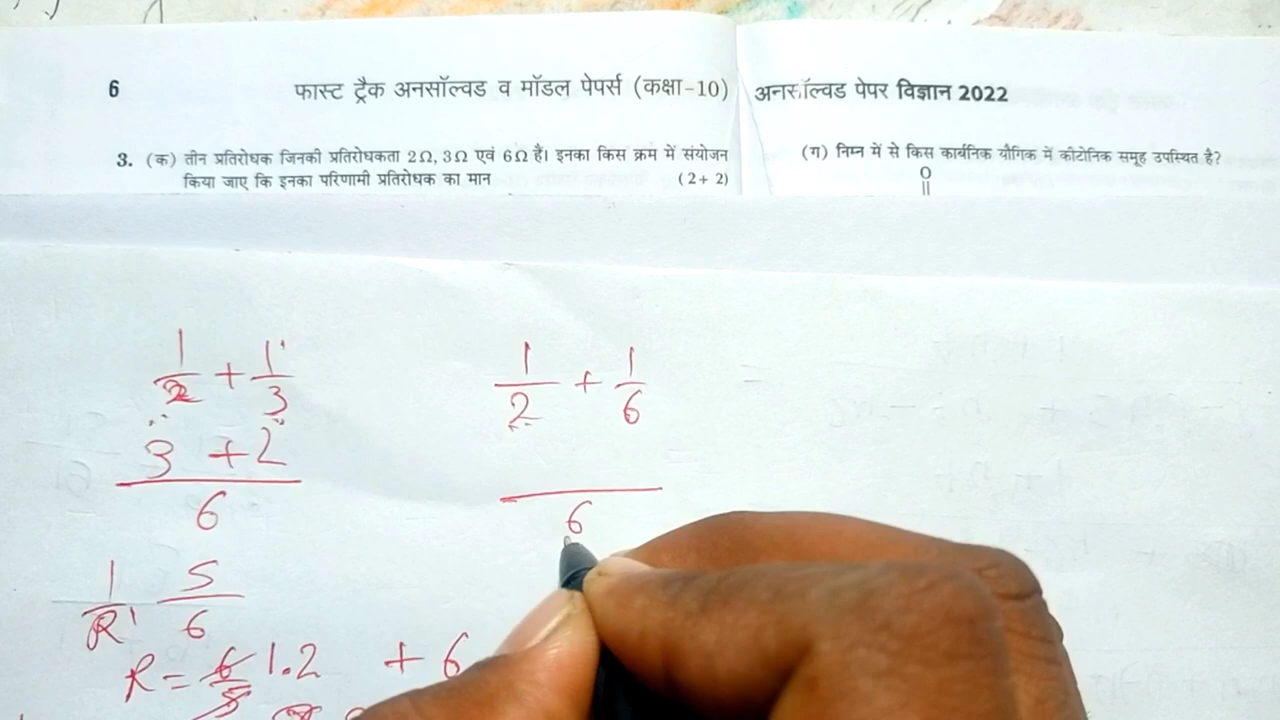 6 फास्ट ट्रैक अनसॉल्वड व मॉडल पेपर्स (कक्षा-10)
3. (क) तीन प्रतिरोधक जिनकी प्रतिरोधकता 2Ω, 3Ω एवं 6Ω हैं। इनका किस क्रम में संयोजन
किया जाए कि इनका परिणामी प्रतिरोधक का मान (2+ 2)
अनसॉल्वड पेपर विज्ञान 2022
(ग) निम्न में से किस कार्बनिक यौगिक में कीटोनिक समूह उपस्थित है?
O
||
1/2 + 1/3
3 + 2
6
1/R' 5/6
R = 6/5 1.2 + 6
1/2 + 1/6
6